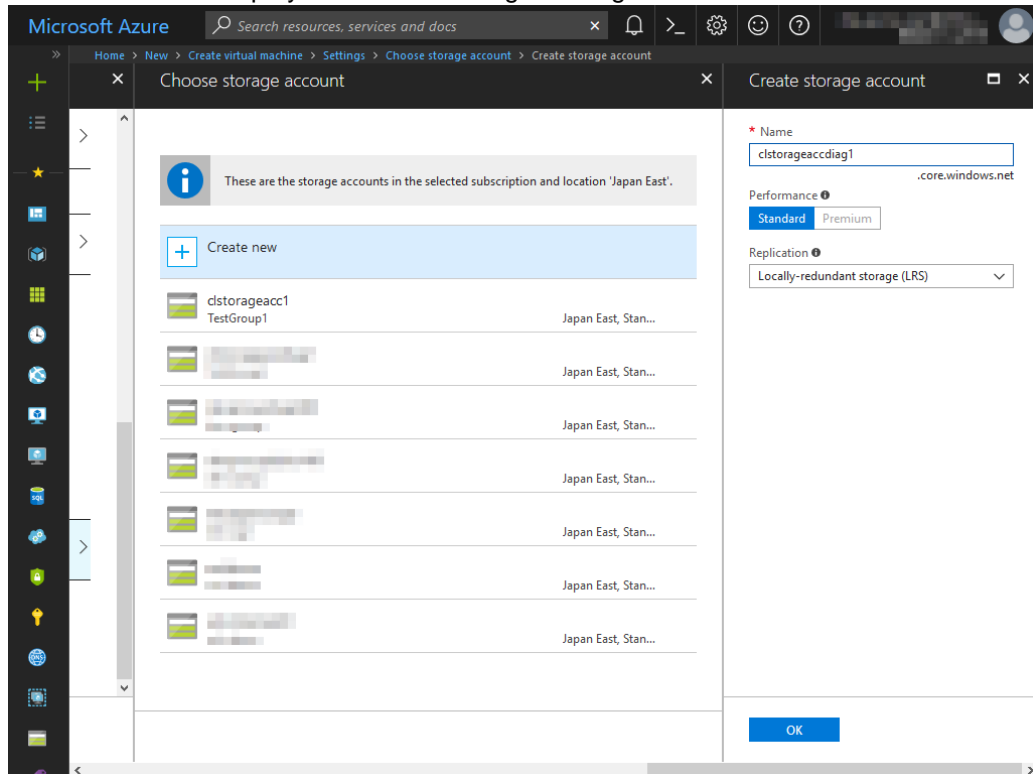 Microsoft Azure
Search resources, services and docs
Home > New > Create virtual machine > Settings > Choose storage account > Create storage account
Choose storage account
These are the storage accounts in the selected subscription and location 'Japan East'.
Create new
clstorageacc1
TestGroup1
Japan East, Stan...
Japan East, Stan...
Japan East, Stan...
Japan East, Stan...
Japan East, Stan...
Japan East, Stan...
Japan East, Stan...
Create storage account
* Name
clstorageaccdiag1
.core.windows.net
Performance
Standard Premium
Replication
Locally-redundant storage (LRS)
OK
SQL
DNS